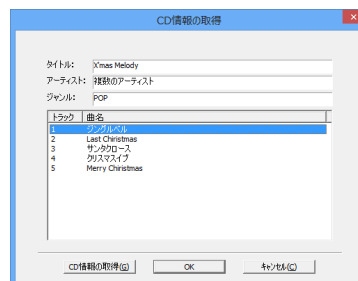 CD情報の取得
タイトル: X'mas Melody
アーティスト: 複数のアーティスト
ジャンル: POP
トラック 曲名
1 ジングルベル
2 Last Christmas
3 サンタクロース
4 クリスマスイブ
5 Merry Christmas
CD情報の取得(G) OK キャンセル(C)